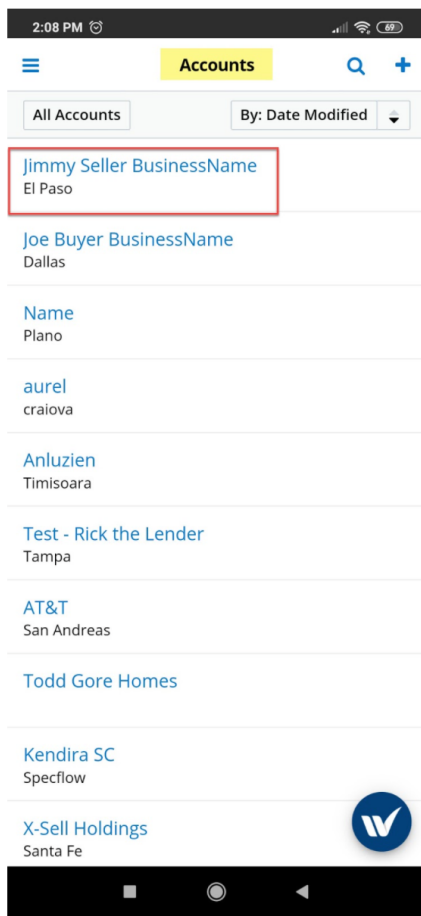 2:08 PM 69
Accounts
All Accounts By: Date Modified
Jimmy Seller BusinessName
El Paso
Joe Buyer BusinessName
Dallas
Name
Plano
aurel
craiova
Anluzien
Timisoara
Test - Rick the Lender
Tampa
AT&T
San Andreas
Todd Gore Homes
Kendira SC
Specflow
X-Sell Holdings
Santa Fe